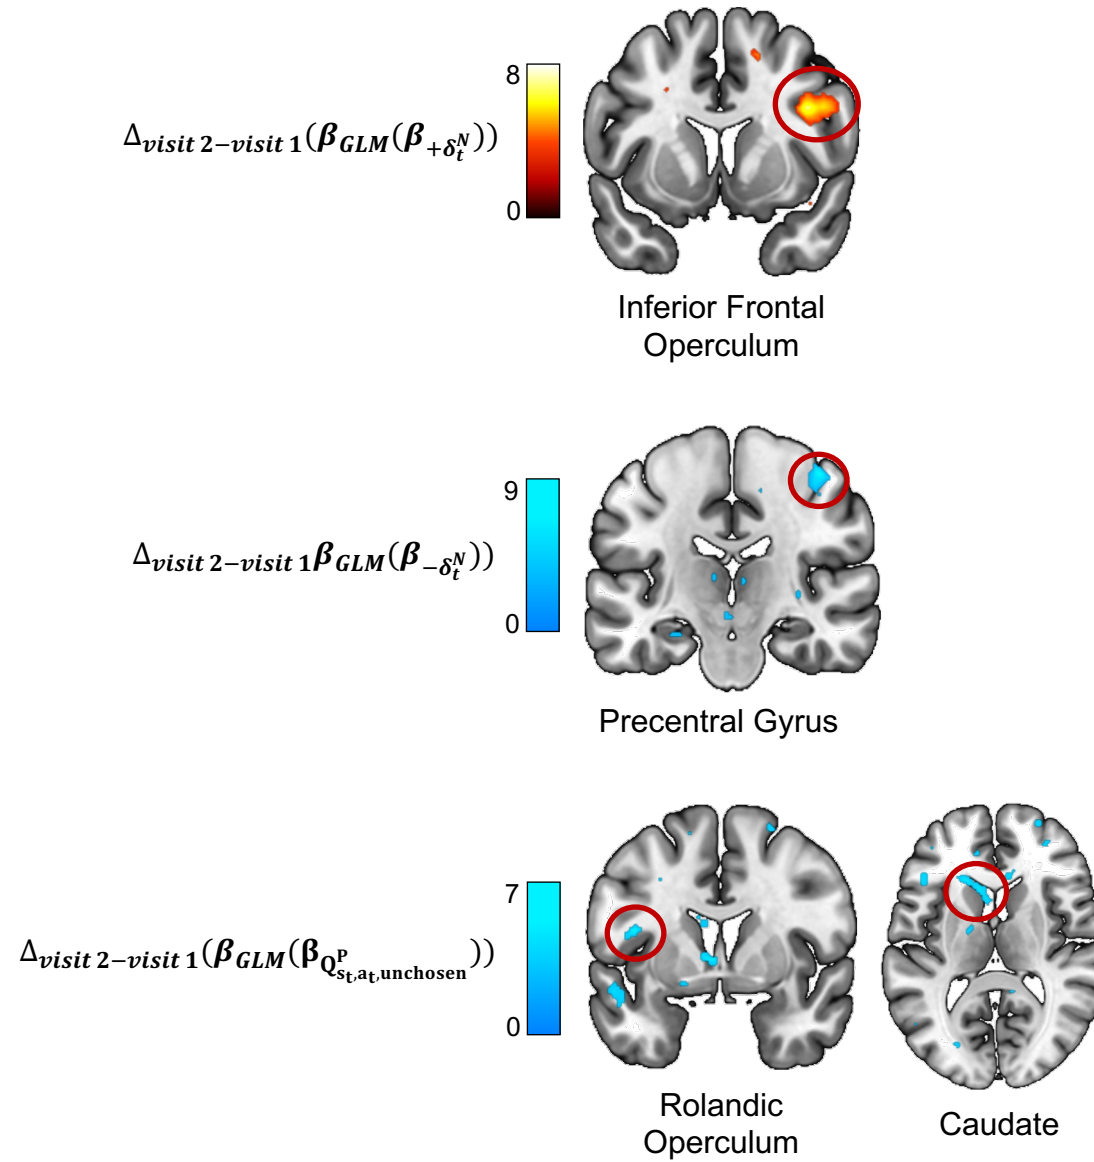 8
Δvisit 2−visit 1(βGLM(β+δtN))
0
Inferior Frontal
Operculum
9
Δvisit 2−visit 1βGLM(β−δtN))
0
Precentral Gyrus
7
Δvisit 2−visit 1(βGLM(βQPst,at,unchosen))
0
Rolandic
Operculum
Caudate